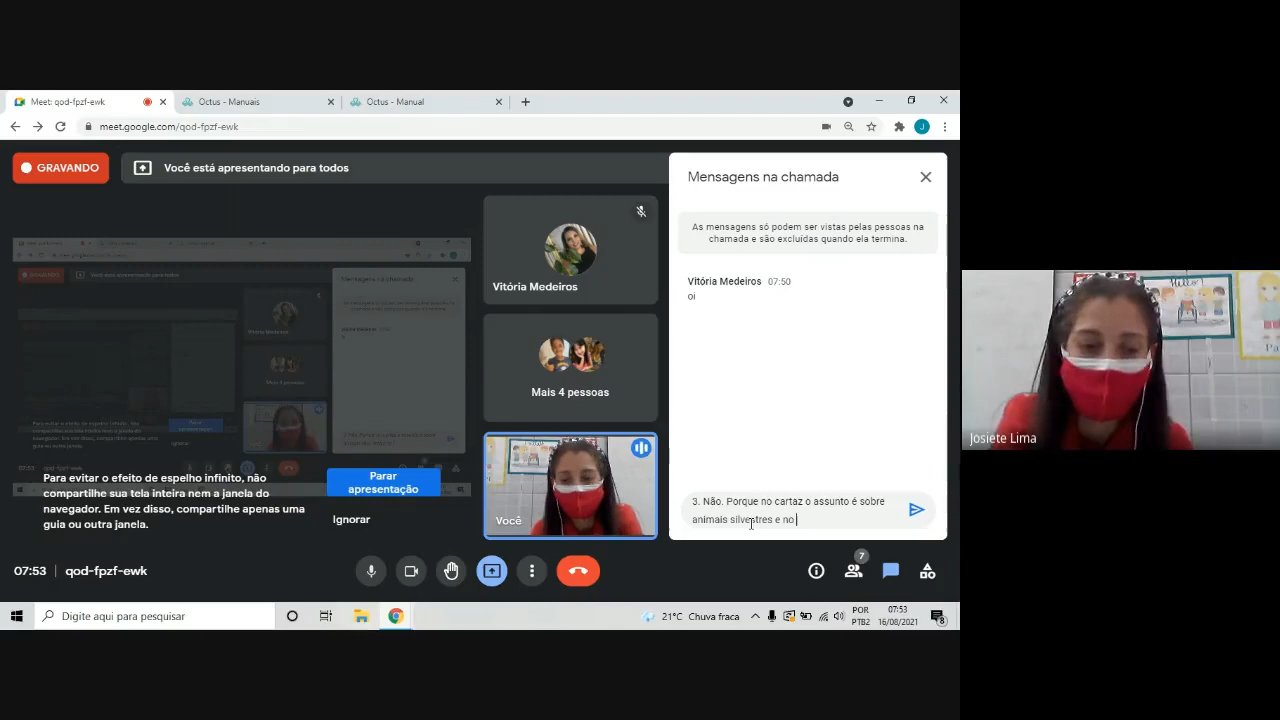 Meet: qod-fpzf-ewk
Octus - Manuais
Octus - Manual
meet.google.com/qod-fpzf-ewk
J
GRAVANDO
Você está apresentando para todos
Mensagens na chamada
As mensagens só podem ser vistas pelas pessoas na
chamada e são excluídas quando ela termina.
Vitória Medeiros 07:50
oi
Vitória Medeiros
Mais 4 pessoas
Você
Para evitar o efeito de espelho infinito, não
compartilhe sua tela inteira nem a janela do
navegador. Em vez disso, compartilhe apenas uma
guia ou outra janela.
Parar
apresentação
Ignorar
3. Não. Porque no cartaz o assunto é sobre
animais silvestres e no
07:53 qod-fpzf-ewk
7
Digite aqui para pesquisar
21°C Chuva fraca
POR
PTB2
07:53
16/08/2021
8
Hello
Josiete Lima